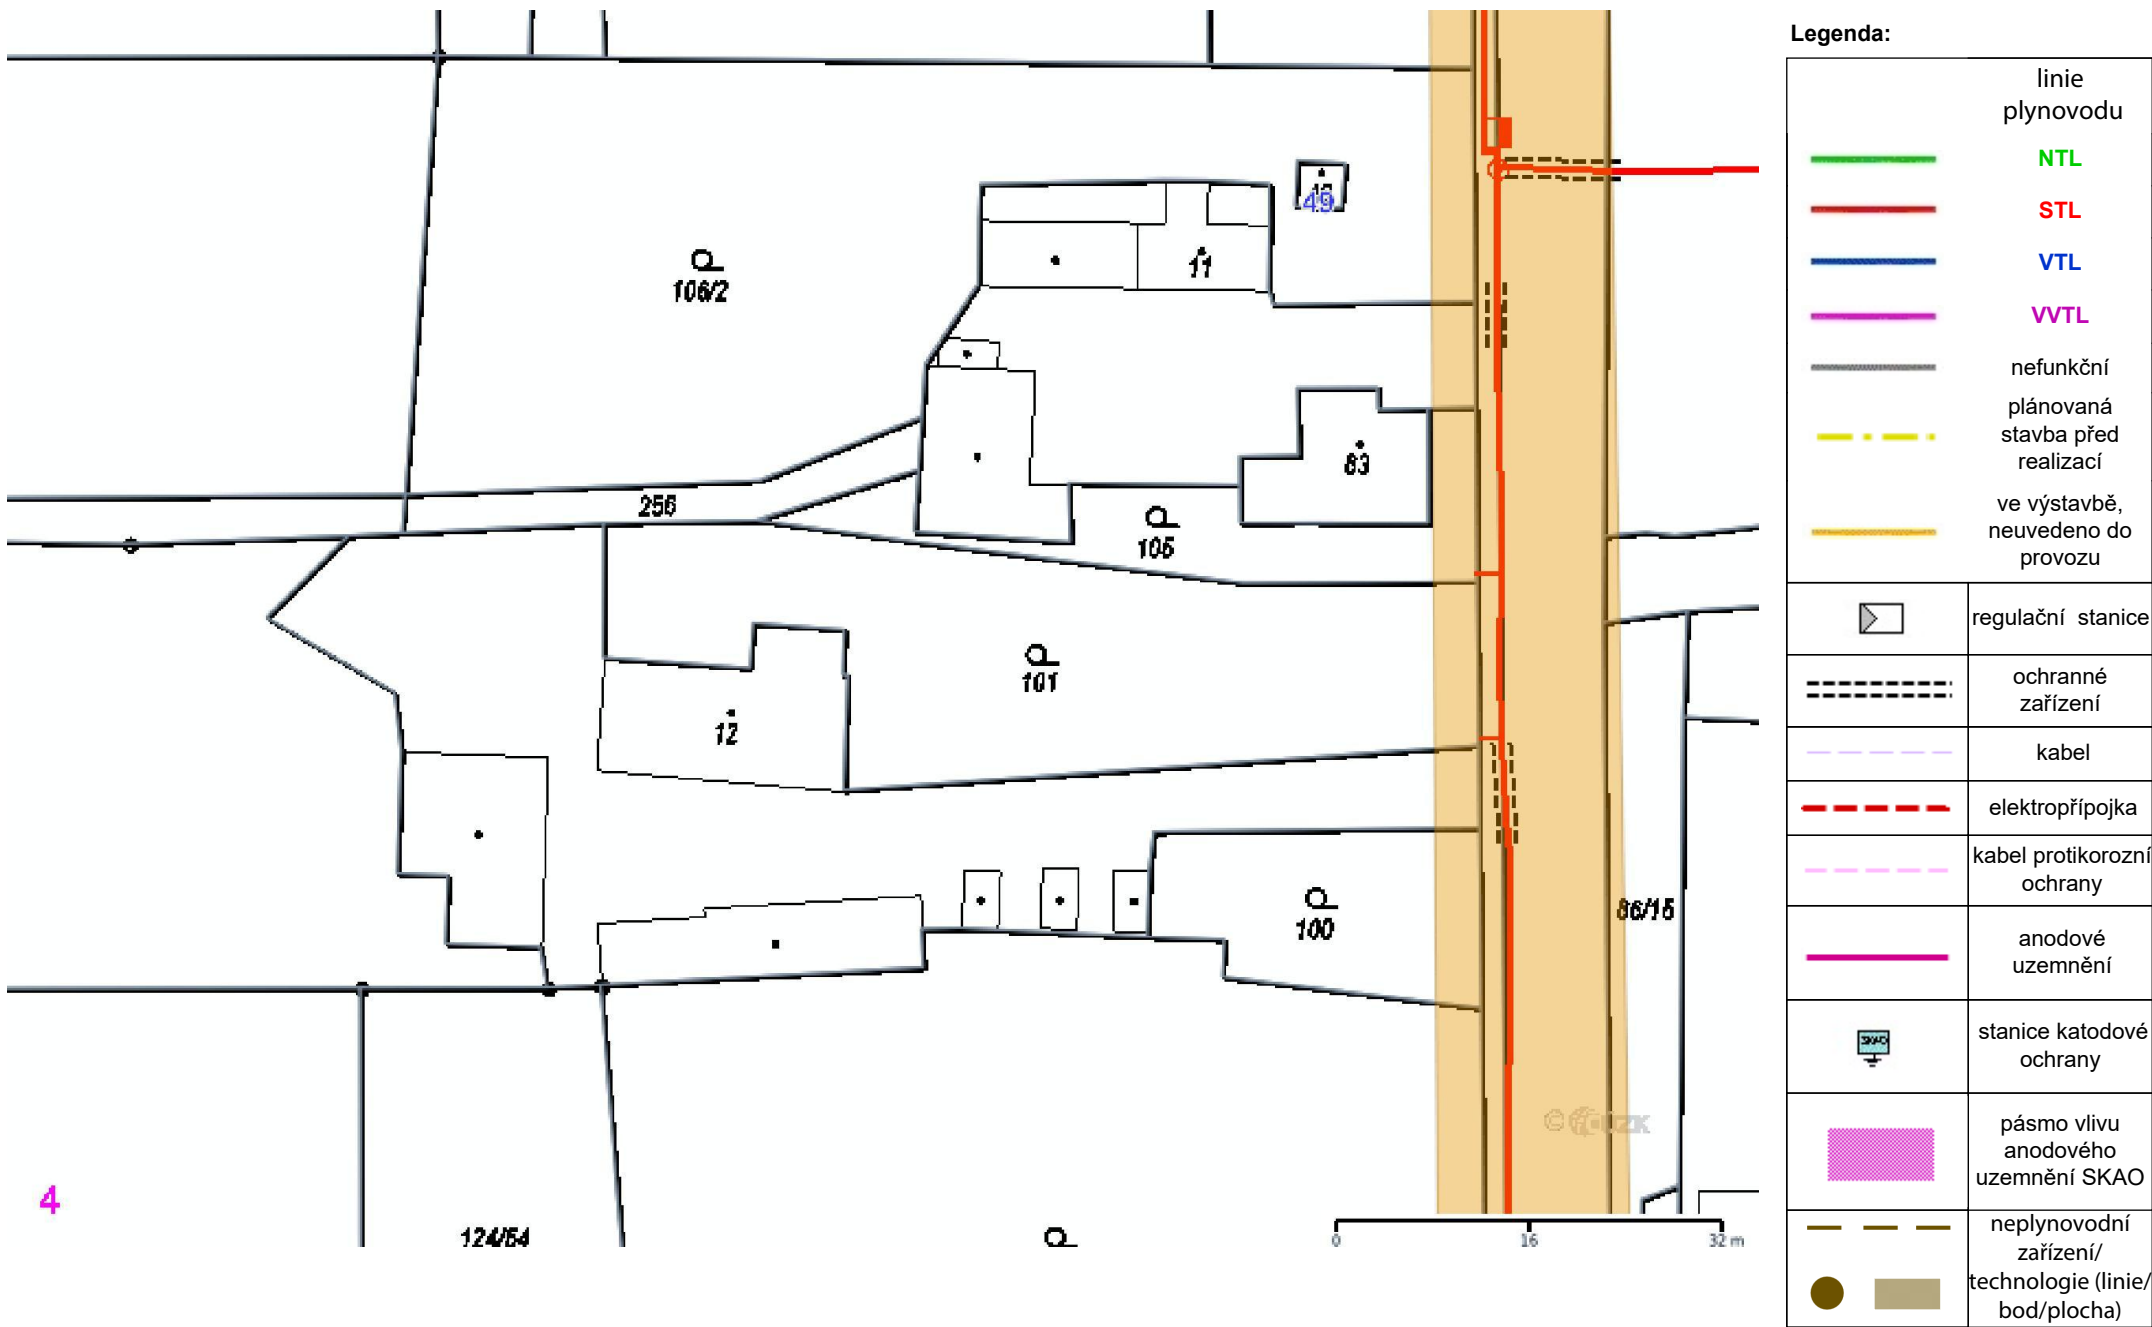 Legenda:
linie
plynovodu
NTL
STL
VTL
VVTL
nefunkční
plánovaná
stavba před
realizací
ve výstavbě,
neuvedeno do
provozu
regulační stanice
ochranné
zařízení
kabel
elektropřípojka
kabel protikorozní
ochrany
anodové
uzemnění
SKAO
stanice katodové
ochrany
pásmo vlivu
anodového
uzemnění SKAO
neplynovodní
zařízení/
technologie (linie/
bod/plocha)
49
11
106/2
83
256
105
101
12
100
86/15
4
124/54
0
16
32 m